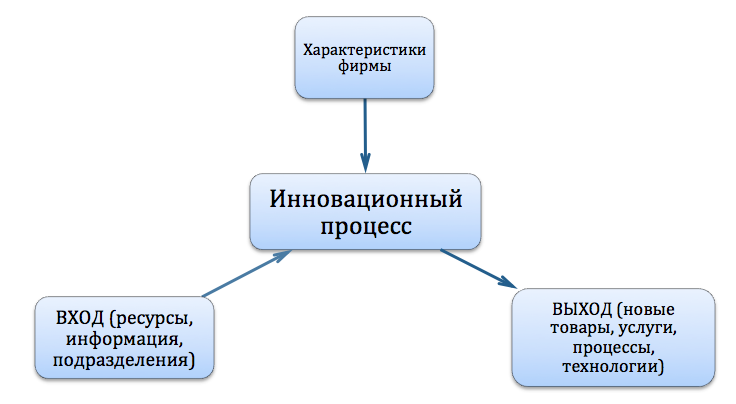 Характеристики
фирмы
Инновационный
процесс
ВХОД (ресурсы,
информация,
подразделения)
ВЫХОД (новые
товары, услуги,
процессы,
технологии)